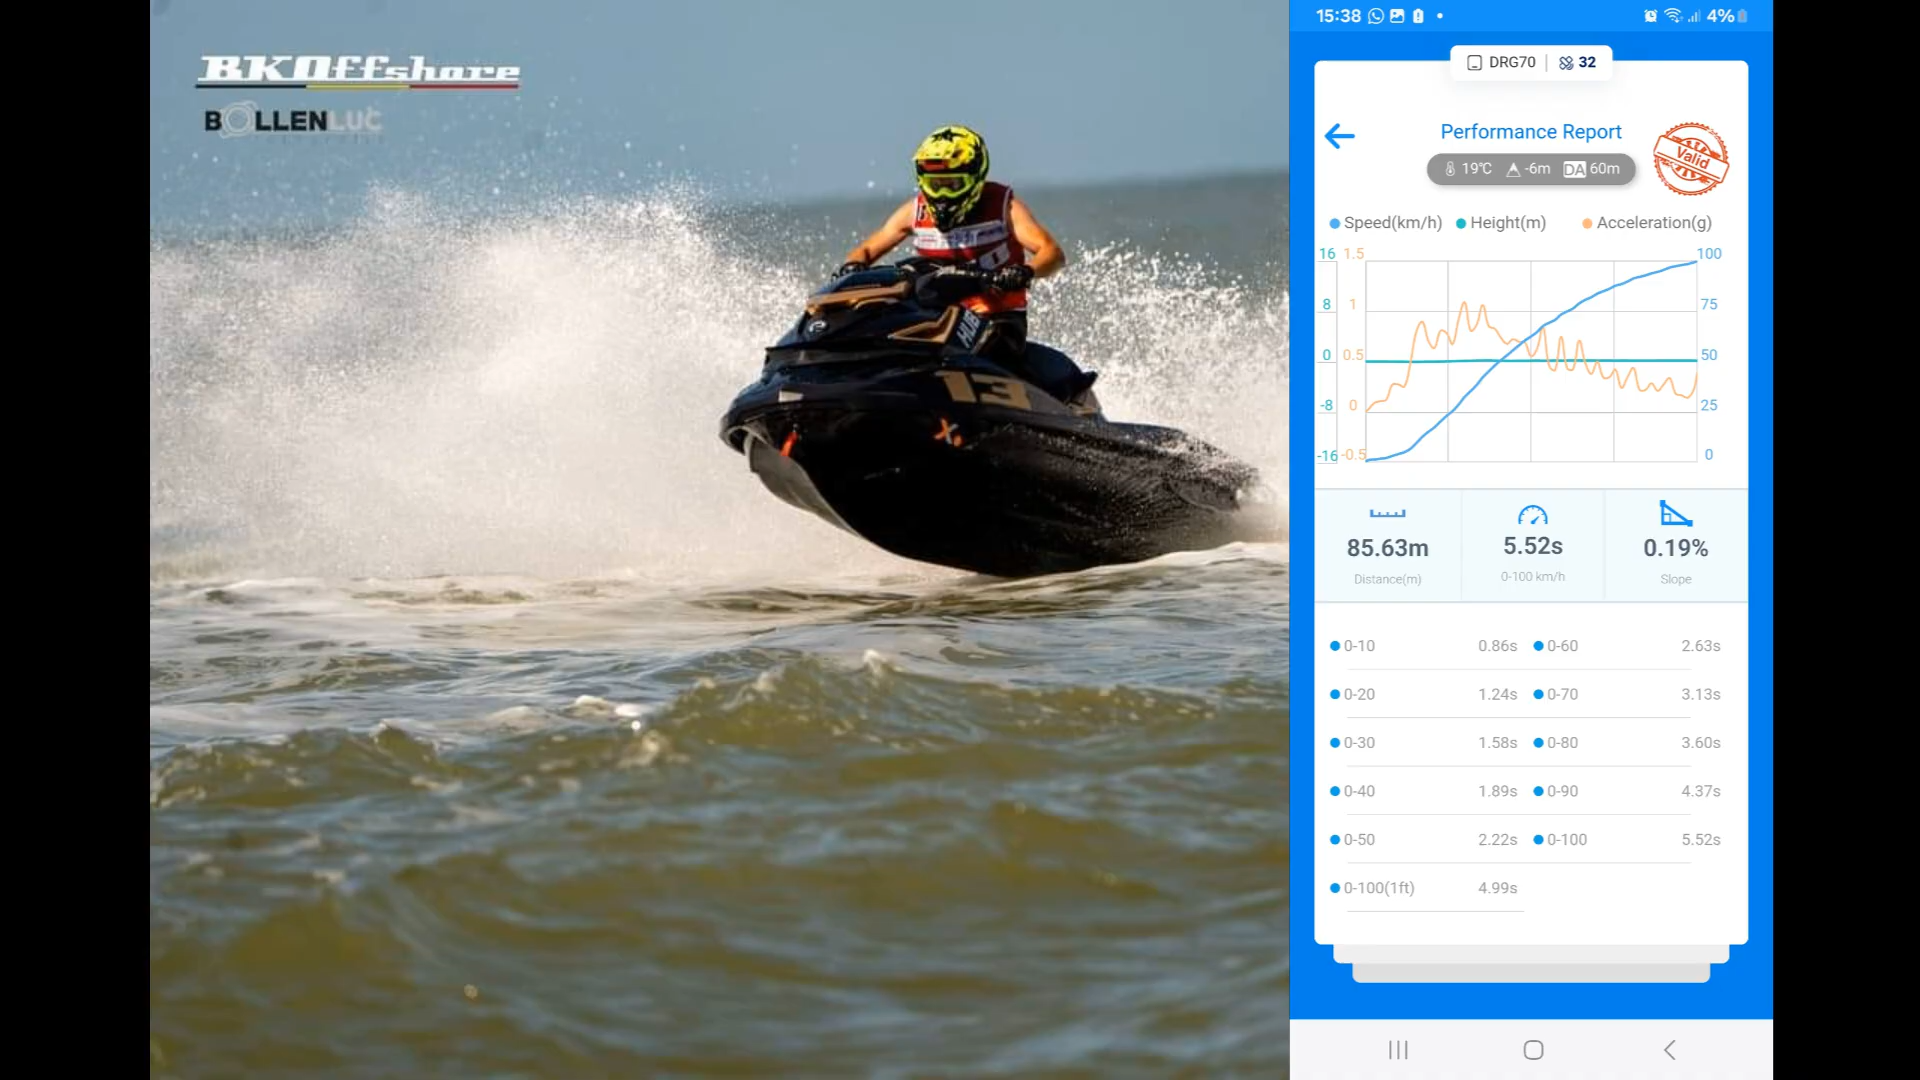 BKOffshore
BOLLENLUC
HUB
13
15:38
4%
DRG70 | 32
Performance Report
Valid
19℃ -6m DA 60m
Speed(km/h) Height(m) Acceleration(g)
16 1.5 100
8 1 75
0 0.5 50
-8 0 25
-16 -0.5 0
85.63m 5.52s 0.19%
Distance(m) 0-100 km/h Slope
0-10 0.86s 0-60 2.63s
0-20 1.24s 0-70 3.13s
0-30 1.58s 0-80 3.60s
0-40 1.89s 0-90 4.37s
0-50 2.22s 0-100 5.52s
0-100(1ft) 4.99s